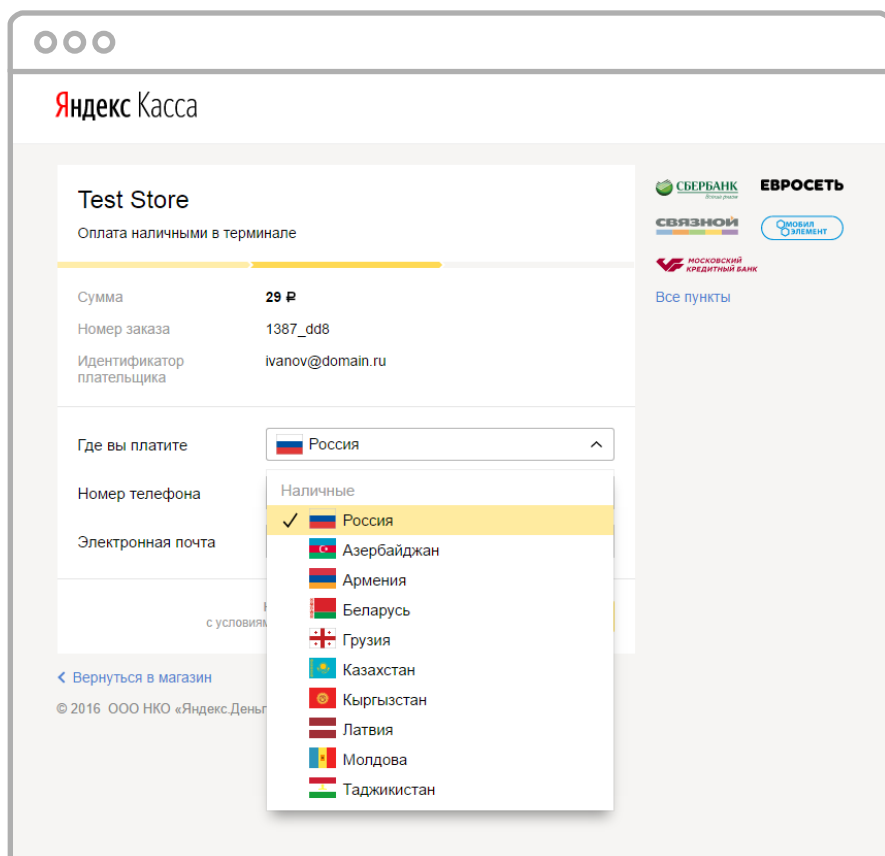 Яндекс Касса
Test Store
Оплата наличными в терминале
Сумма 29 ₽
Номер заказа 1387_dd8
Идентификатор плательщика ivanov@domain.ru
Где вы платите Россия
Номер телефона
Электронная почта
Наличные
Россия
Азербайджан
Армения
Беларусь
Грузия
Казахстан
Кыргызстан
Латвия
Молдова
Таджикистан
с условиям
Вернуться в магазин
© 2016 ООО НКО «Яндекс.Деньг
СБЕРБАНК
ЕВРОСЕТЬ
СВЯЗНОЙ
МОБИЛ
ЭЛЕМЕНТ
МОСКОВСКИЙ
КРЕДИТНЫЙ БАНК
Все пункты